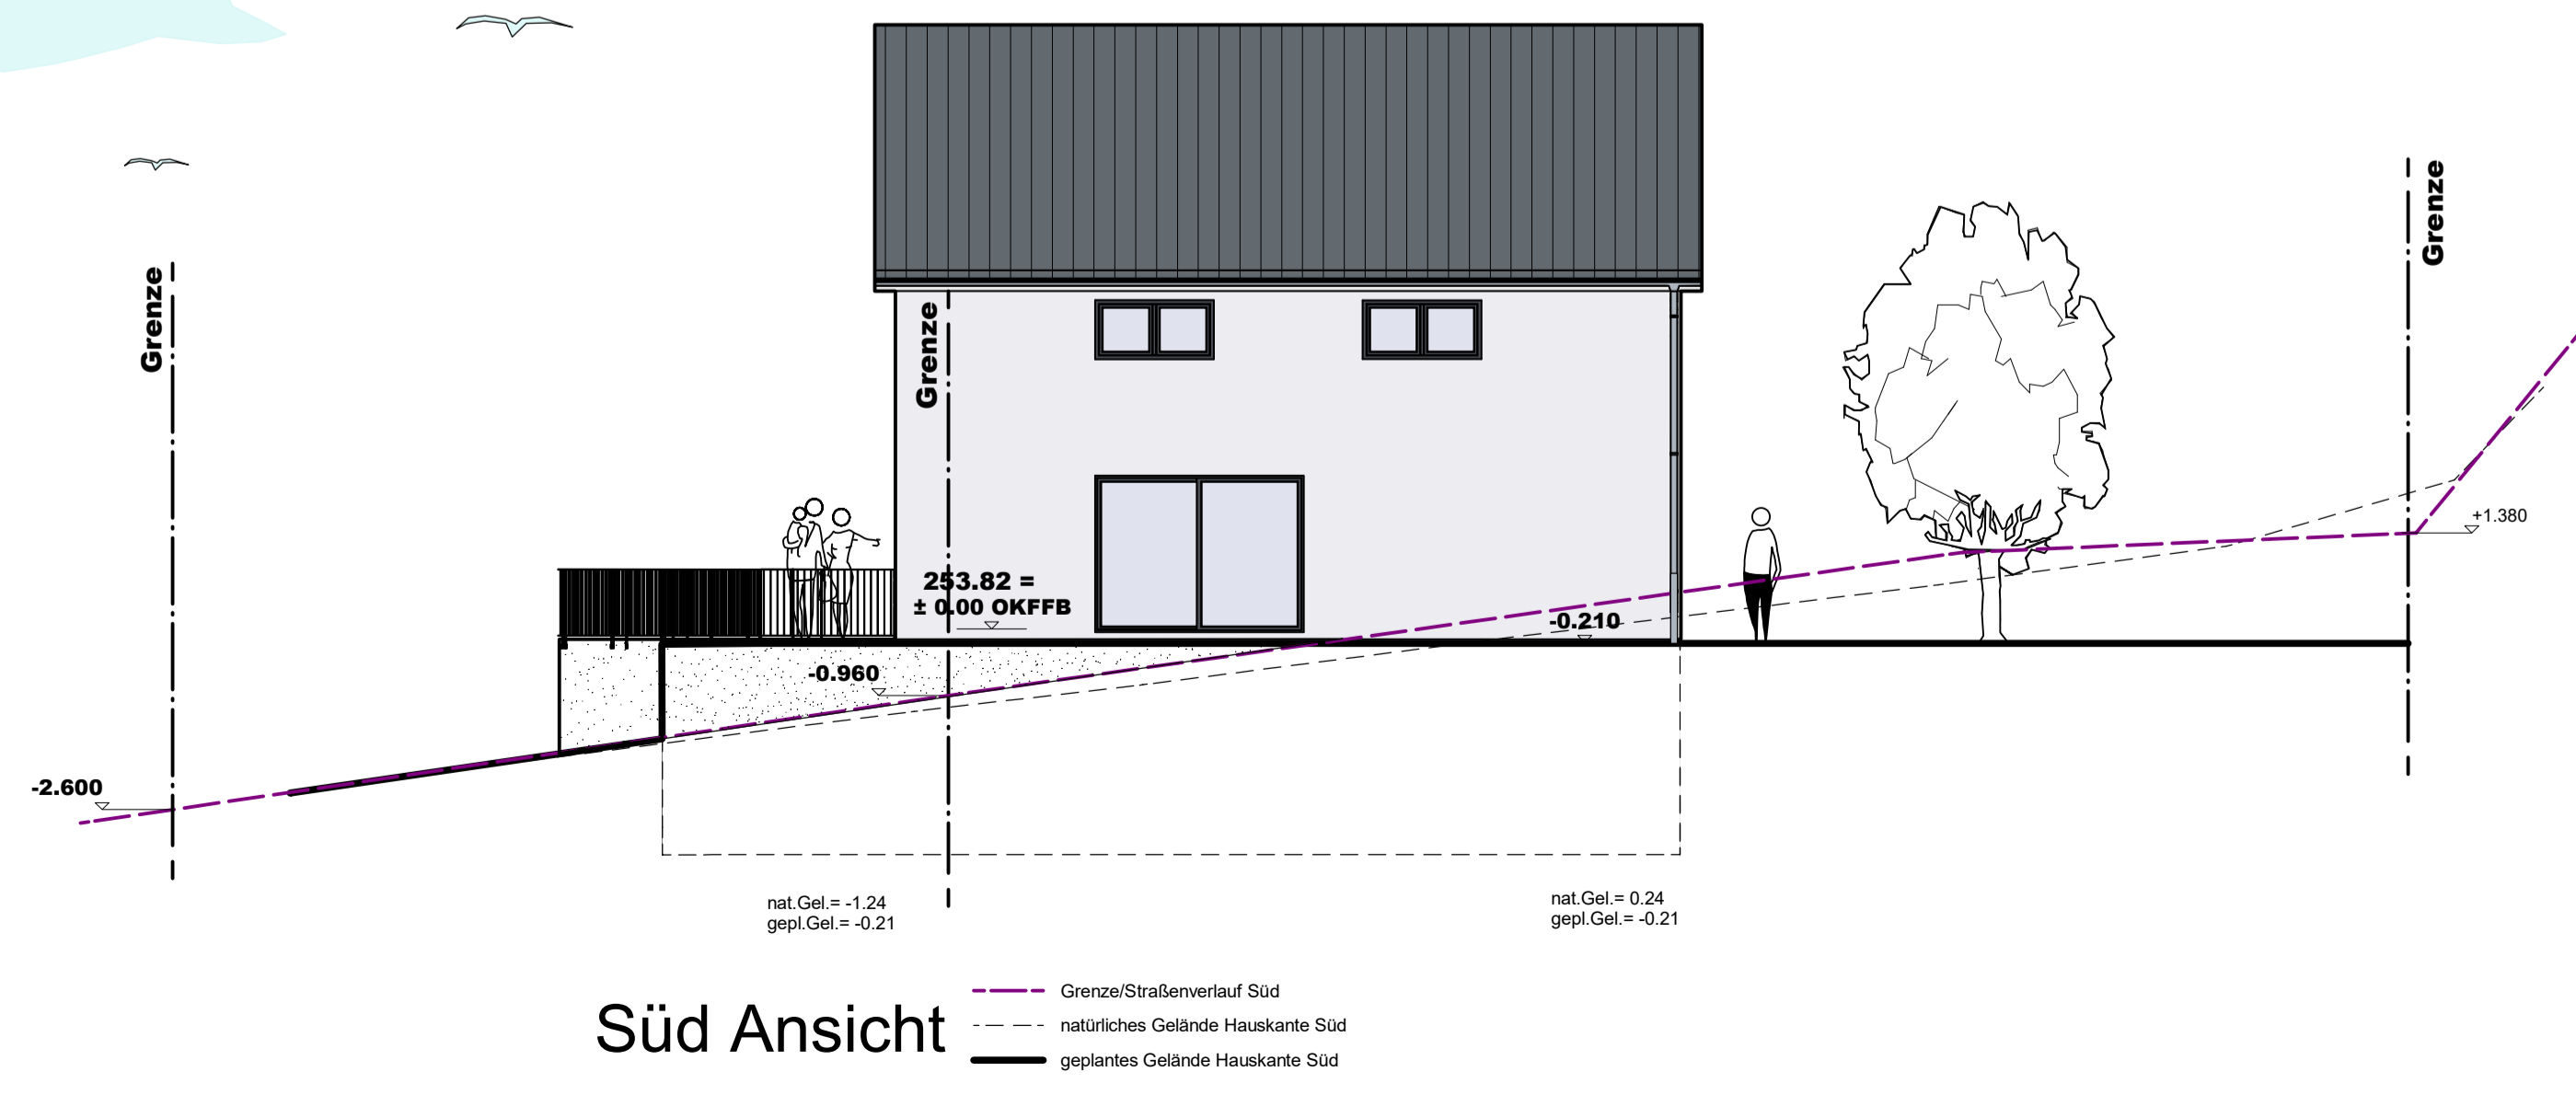 Grenze
Grenze
Grenze
+1.380
253.82 =
± 0.00 OKFFB
-0.210
-0.960
-2.600
nat.Gel.= -1.24
gepl.Gel.= -0.21
nat.Gel.= 0.24
gepl.Gel.= -0.21
Süd Ansicht
Grenze/Straßenverlauf Süd
natürliches Gelände Hauskante Süd
geplantes Gelände Hauskante Süd